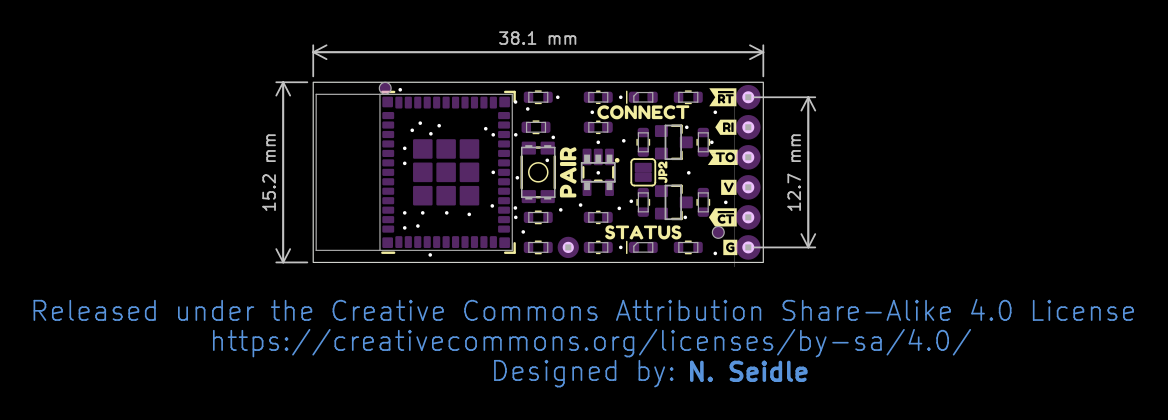 38.1 mm
CONNECT
RT
RI
TO
PAIR
JP2
V
15.2 mm
12.7 mm
CT
STATUS
G
Released under the Creative Commons Attribution Share-Alike 4.0 License
https://creativecommons.org/licenses/by-sa/4.0/
Designed by: N. Seidle